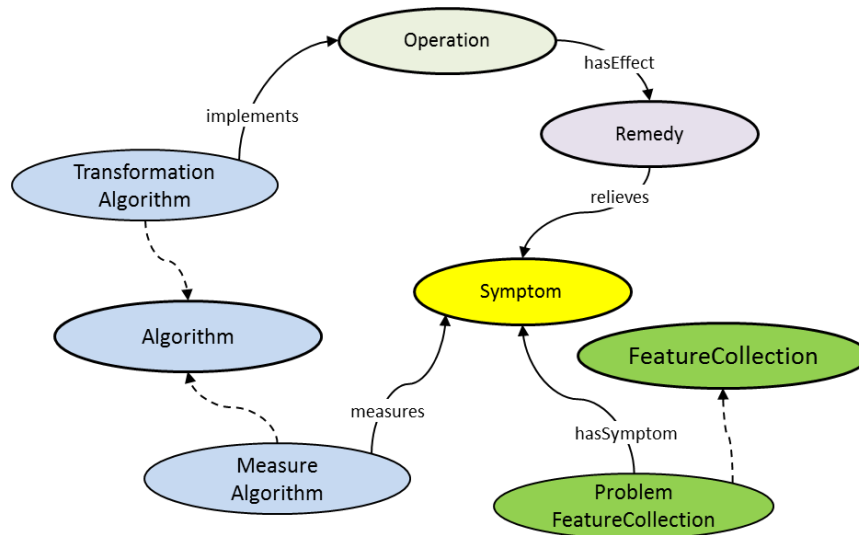 Operation
hasEffect
implements
Remedy
Transformation
Algorithm
relieves
Symptom
Algorithm
FeatureCollection
measures
hasSymptom
Measure
Algorithm
Problem
FeatureCollection